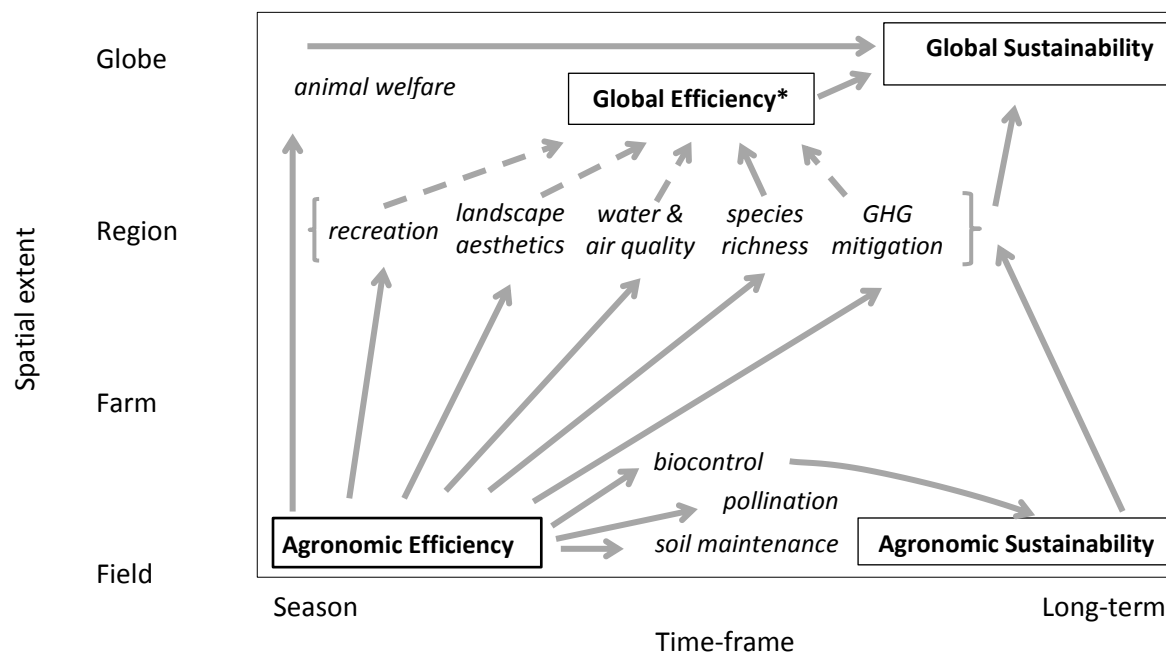 Globe
Global Sustainability
animal welfare
Global Efficiency*
Spatial extent
Region
recreation
landscape
aesthetics
water &
air quality
species
richness
GHG
mitigation
Farm
biocontrol
pollination
Agronomic Efficiency
soil maintenance
Agronomic Sustainability
Field
Season
Long-term
Time-frame